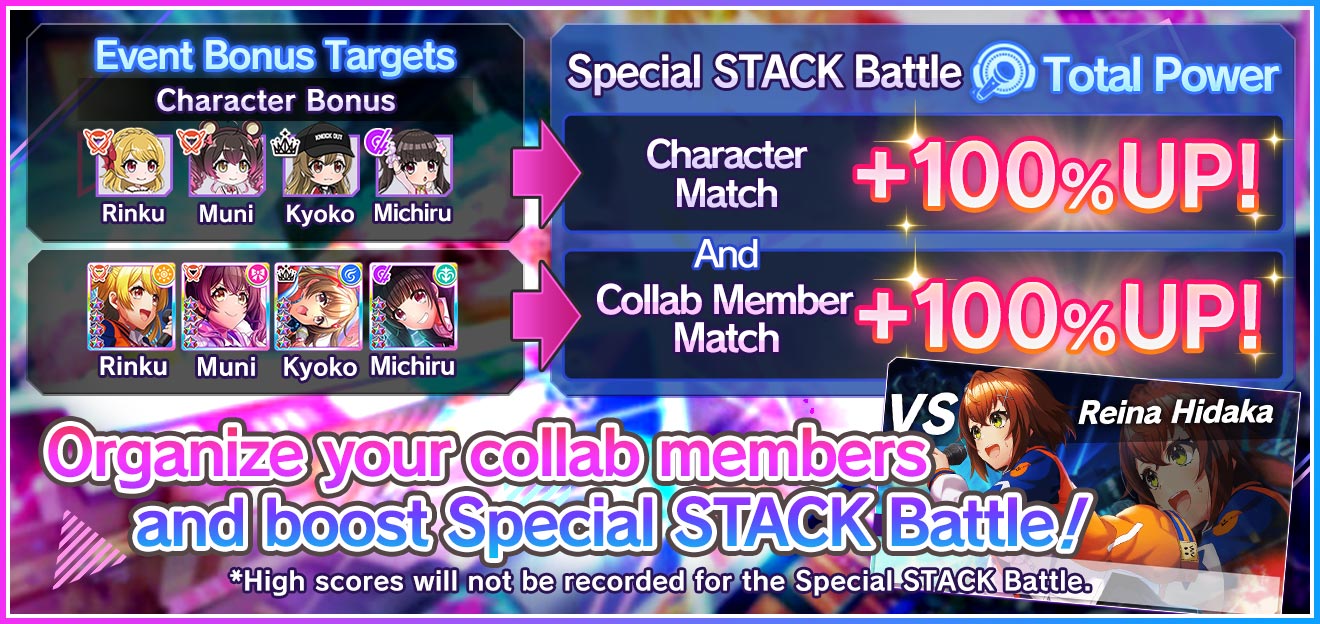 Event Bonus Targets
Character Bonus
KNOCK OUT
Rinku Muni Kyoko Michiru
Rinku Muni Kyoko Michiru
Special STACK Battle Total Power
Character
Match
+100%UP!
And
Collab Member
Match
+100%UP!
VS
Reina Hidaka
Organize your collab members
and boost Special STACK Battle!
*High scores will not be recorded for the Special STACK Battle.